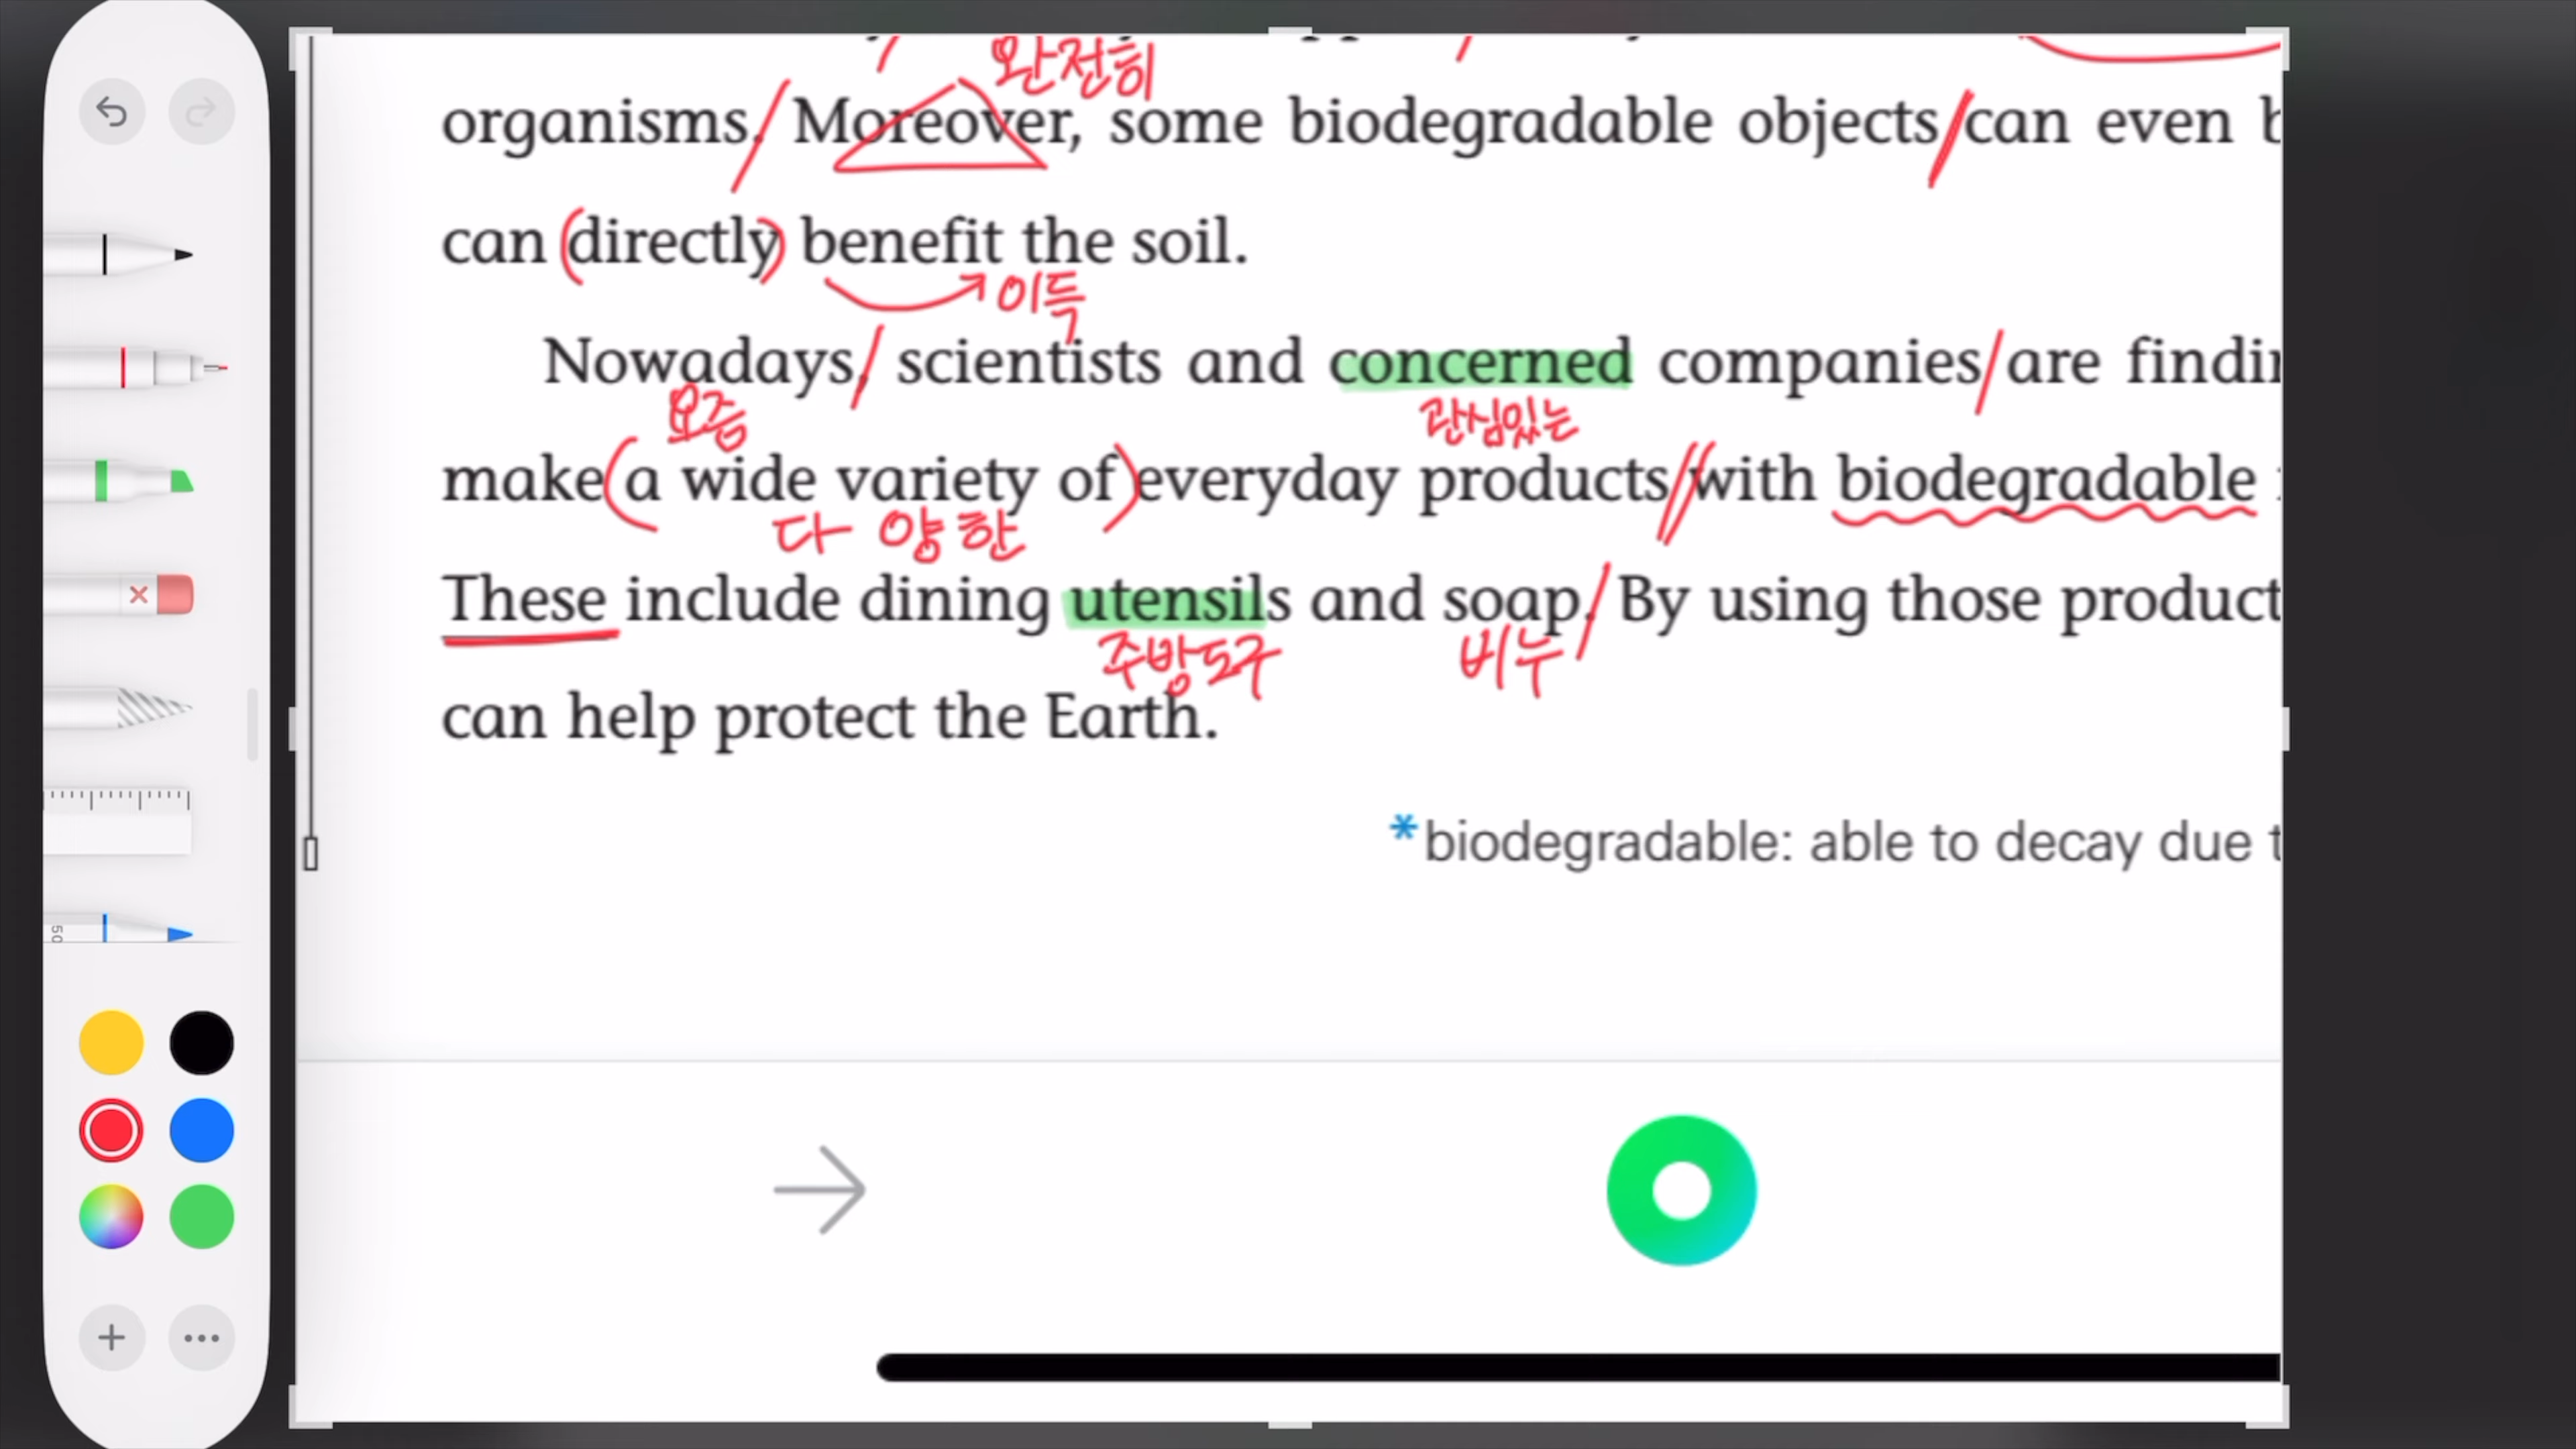 완전히
organisms. Moreover, some biodegradable objects can even b
can directly benefit the soil.
이득
Nowadays, scientists and concerned companies are findin
요즘 관심있는
make a wide variety of everyday products with biodegradable
다양한
These include dining utensils and soap. By using those product
주방도구 비누
can help protect the Earth.
*biodegradable: able to decay due t
50